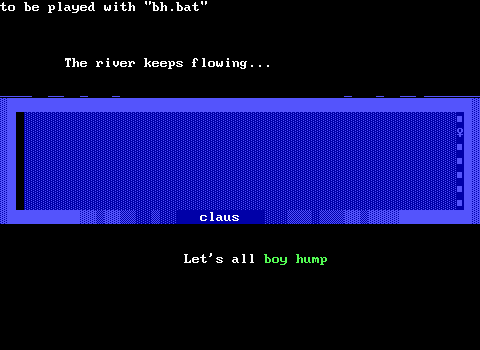 to be played with "bh.bat"
The river keeps flowing...
claus
Let's all boy hump